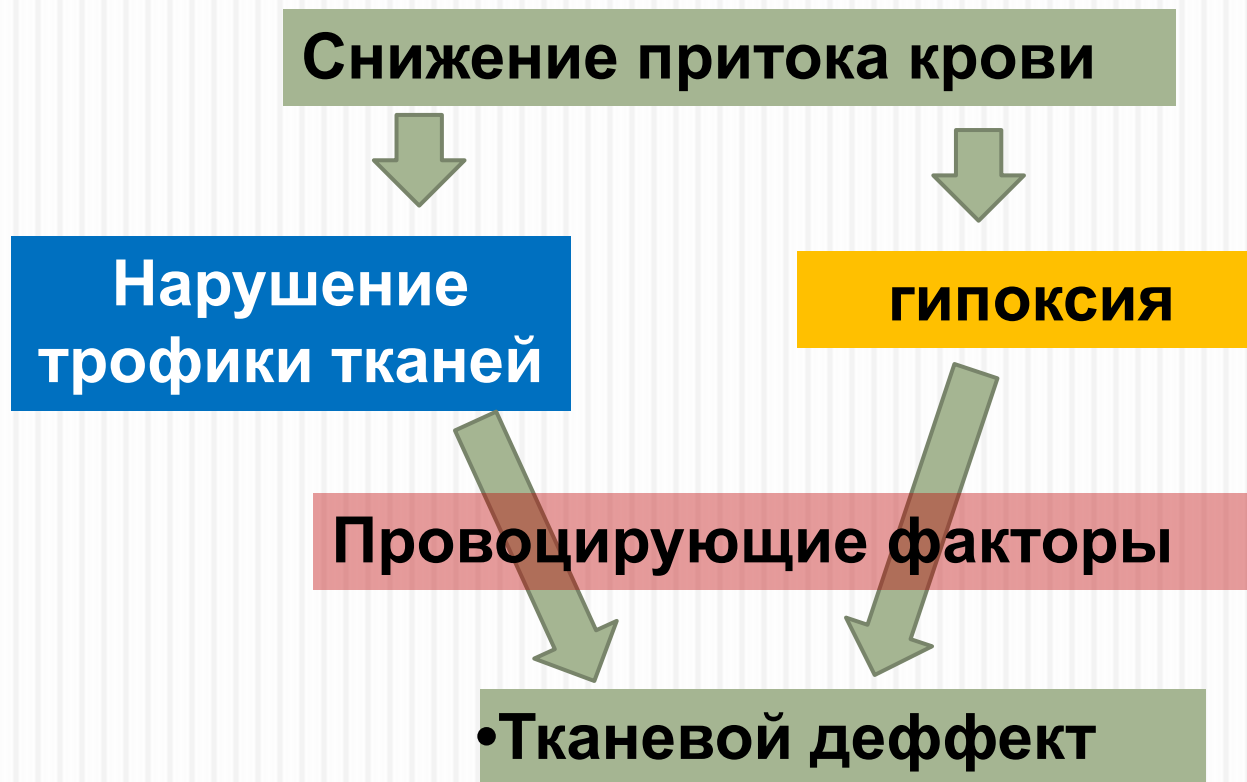 Снижение притока крови
Нарушение
трофики тканей
гипоксия
Провоцирующие факторы
•Тканевой деффект